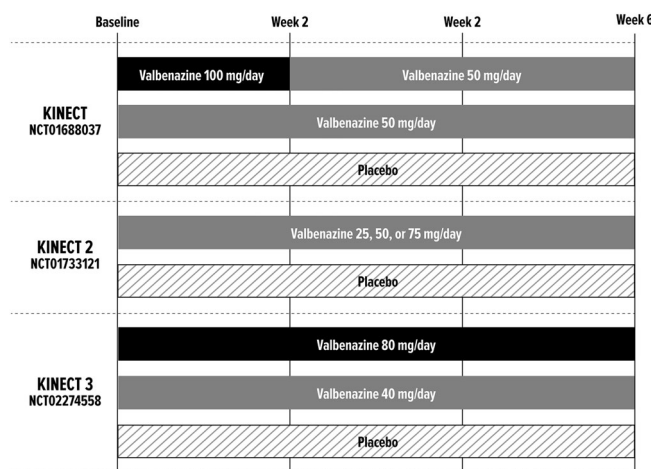 Baseline Week 2 Week 2 Week 6
Valbenazine 100 mg/day Valbenazine 50 mg/day
KINECT
NCT01688037
Valbenazine 50 mg/day
Placebo
KINECT 2
NCT01733121
Valbenazine 25, 50, or 75 mg/day
Placebo
Valbenazine 80 mg/day
KINECT 3
NCT02274558
Valbenazine 40 mg/day
Placebo